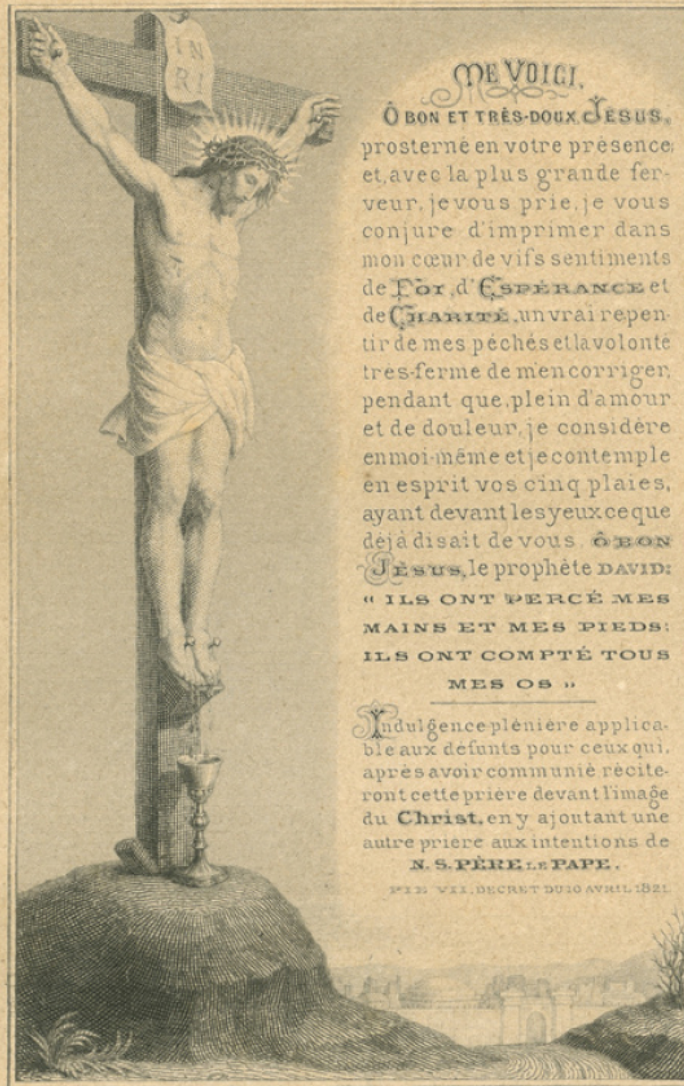 IN
RI
ME VOICI,
Ô BON ET TRÈS-DOUX JÉSUS,
prosterné en votre présence;
et, avec la plus grande fer-
veur, je vous prie, je vous
conjure d'imprimer dans
mon cœur de vifs sentiments
de FOI, d'ESPÉRANCE et
de CHARITÉ, un vrai repen-
tir de mes péchés et la volonté
très-ferme de m'en corriger,
pendant que, plein d'amour
et de douleur, je considère
en moi-même et je contemple
en esprit vos cinq plaies,
ayant devant les yeux ce que
déjà disait de vous ô BON
JÉSUS, le prophète DAVID:
« ILS ONT PERCÉ MES
MAINS ET MES PIEDS;
ILS ONT COMPTÉ TOUS
MES OS »
Indulgence plénière applica-
ble aux défunts pour ceux qui,
après avoir communié récite-
ront cette prière devant l'image
du Christ, en y ajoutant une
autre prière aux intentions de
N. S. PÈRE LE PAPE.
PIE VII, DECRET DU 10 AVRIL 1821